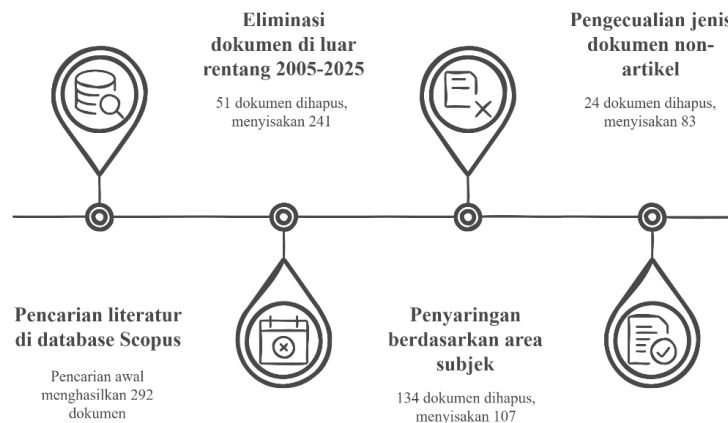 Pencarian literatur
di database Scopus
Pencarian awal
menghasilkan 292
dokumen
Eliminasi
dokumen di luar
rentang 2005-2025
51 dokumen dihapus,
menyisakan 241
Penyaringan
berdasarkan area
subjek
134 dokumen dihapus,
menyisakan 107
Pengecualian jenis
dokumen non-
artikel
24 dokumen dihapus,
menyisakan 83